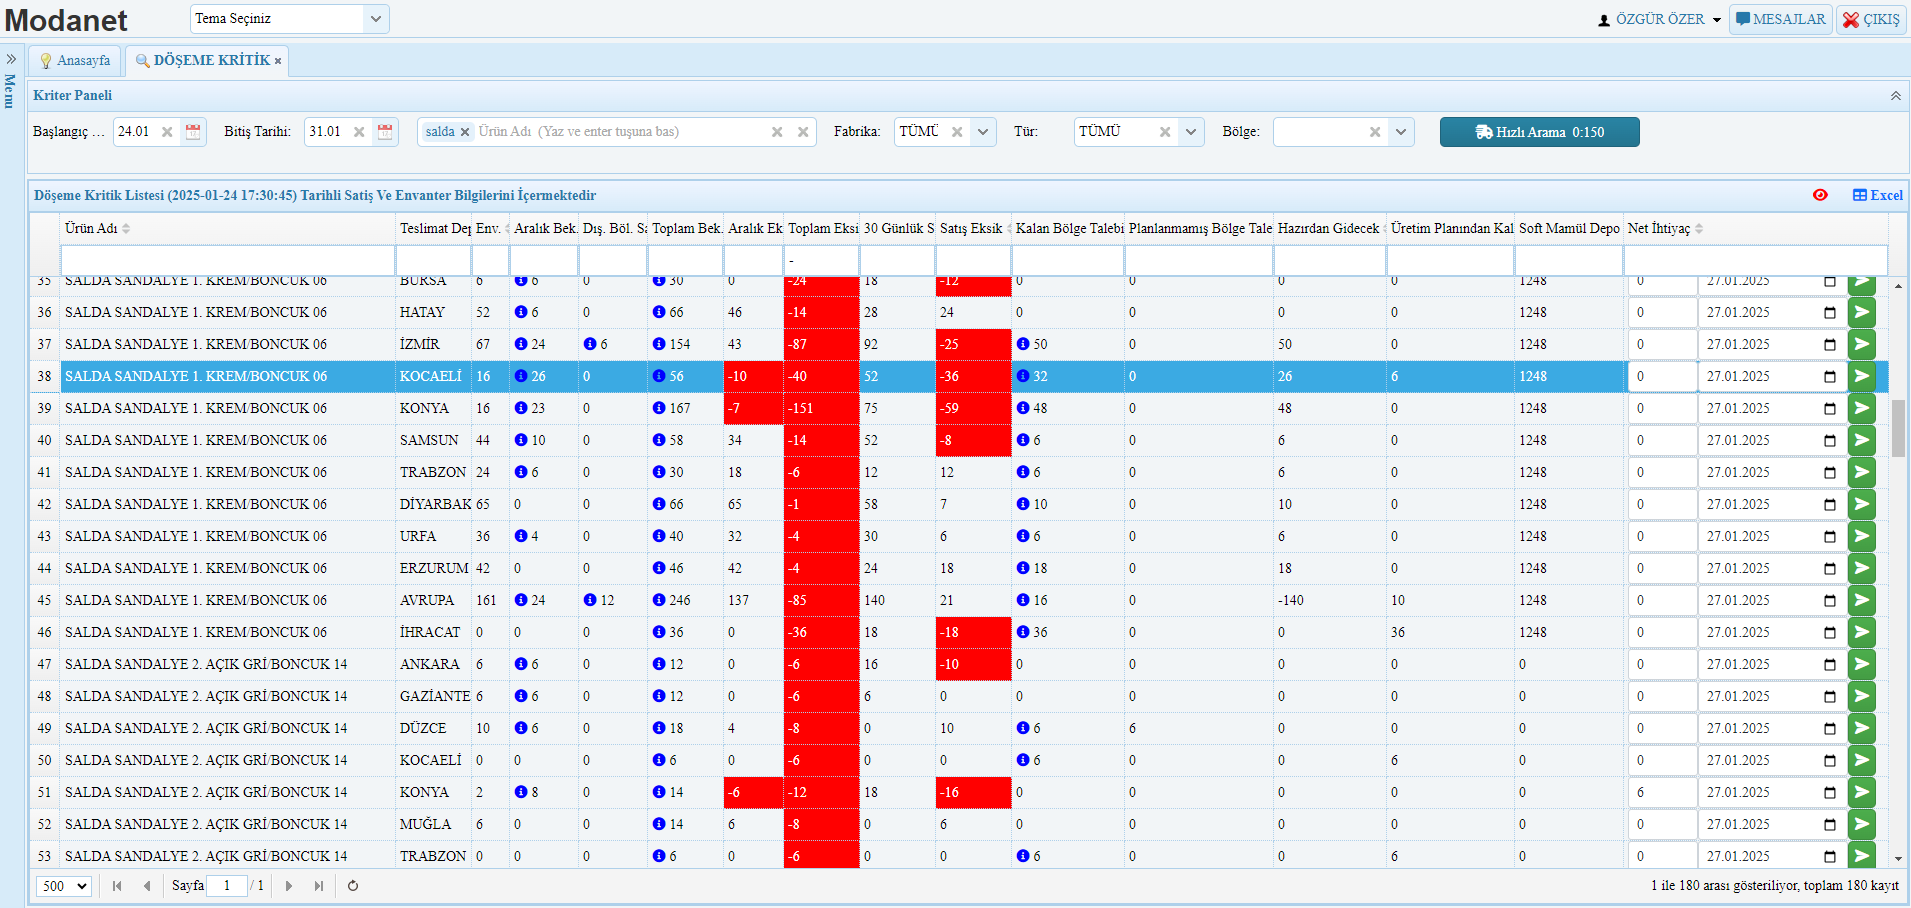 Modanet
Tema Seçiniz
ÖZGÜR ÖZER
MESAJLAR
ÇIKIŞ
Menu
Anasayfa
DÖŞEME KRİTİK
Kriter Paneli
Başlangıç ... 24.01 Bitiş Tarihi: 31.01 salda Ürün Adı (Yaz ve enter tuşuna bas) Fabrika: TÜMÜ Tür: TÜMÜ Bölge: Hızlı Arama 0:150
Döşeme Kritik Listesi (2025-01-24 17:30:45) Tarihli Satiş Ve Envanter Bilgilerini İçermektedir
Excel
Ürün Adı Teslimat Dep Env. Aralık Bek. Dış. Böl. Sa Toplam Bek. Aralık Ek Toplam Eksi 30 Günlük S Satış Eksik Kalan Bölge Talebi Planlanmamış Bölge Tale Hazırdan Gidecek Üretim Planından Kal Soft Mamül Depo Net İhtiyaç
-
35 SALDA SANDALYE 1. KREM/BONCUK 06 BURSA 6 6 0 30 0 -24 18 -12 0 0 0 0 1248 0 27.01.2025
36 SALDA SANDALYE 1. KREM/BONCUK 06 HATAY 52 6 0 66 46 -14 28 24 0 0 0 0 1248 0 27.01.2025
37 SALDA SANDALYE 1. KREM/BONCUK 06 İZMİR 67 24 6 154 43 -87 92 -25 50 0 50 0 1248 0 27.01.2025
38 SALDA SANDALYE 1. KREM/BONCUK 06 KOCAELİ 16 26 0 56 -10 -40 52 -36 32 0 26 6 1248 0 27.01.2025
39 SALDA SANDALYE 1. KREM/BONCUK 06 KONYA 16 23 0 167 -7 -151 75 -59 48 0 48 0 1248 0 27.01.2025
40 SALDA SANDALYE 1. KREM/BONCUK 06 SAMSUN 44 10 0 58 34 -14 52 -8 6 0 6 0 1248 0 27.01.2025
41 SALDA SANDALYE 1. KREM/BONCUK 06 TRABZON 24 6 0 30 18 -6 12 12 6 0 6 0 1248 0 27.01.2025
42 SALDA SANDALYE 1. KREM/BONCUK 06 DİYARBAK 65 0 0 66 65 -1 58 7 10 0 10 0 1248 0 27.01.2025
43 SALDA SANDALYE 1. KREM/BONCUK 06 URFA 36 4 0 40 32 -4 30 6 6 0 6 0 1248 0 27.01.2025
44 SALDA SANDALYE 1. KREM/BONCUK 06 ERZURUM 42 0 0 46 42 -4 24 18 18 0 18 0 1248 0 27.01.2025
45 SALDA SANDALYE 1. KREM/BONCUK 06 AVRUPA 161 24 12 246 137 -85 140 21 16 0 -140 10 1248 0 27.01.2025
46 SALDA SANDALYE 1. KREM/BONCUK 06 İHRACAT 0 0 0 36 0 -36 18 -18 36 0 0 36 1248 0 27.01.2025
47 SALDA SANDALYE 2. AÇIK GRİ/BONCUK 14 ANKARA 6 6 0 12 0 -6 16 -10 0 0 0 0 0 0 27.01.2025
48 SALDA SANDALYE 2. AÇIK GRİ/BONCUK 14 GAZİANTE 6 6 0 12 0 -6 6 0 0 0 0 0 0 0 27.01.2025
49 SALDA SANDALYE 2. AÇIK GRİ/BONCUK 14 DÜZCE 10 6 0 18 4 -8 0 10 6 6 0 0 0 0 27.01.2025
50 SALDA SANDALYE 2. AÇIK GRİ/BONCUK 14 KOCAELİ 0 0 0 6 0 -6 0 0 6 0 0 6 0 0 27.01.2025
51 SALDA SANDALYE 2. AÇIK GRİ/BONCUK 14 KONYA 2 8 0 14 -6 -12 18 -16 0 0 0 0 0 6 27.01.2025
52 SALDA SANDALYE 2. AÇIK GRİ/BONCUK 14 MUĞLA 6 0 0 14 6 -8 0 6 0 0 0 0 0 0 27.01.2025
53 SALDA SANDALYE 2. AÇIK GRİ/BONCUK 14 TRABZON 0 0 0 6 0 -6 0 0 6 0 0 6 0 0 27.01.2025
500 Sayfa 1 / 1 1 ile 180 arası gösteriliyor, toplam 180 kayıt